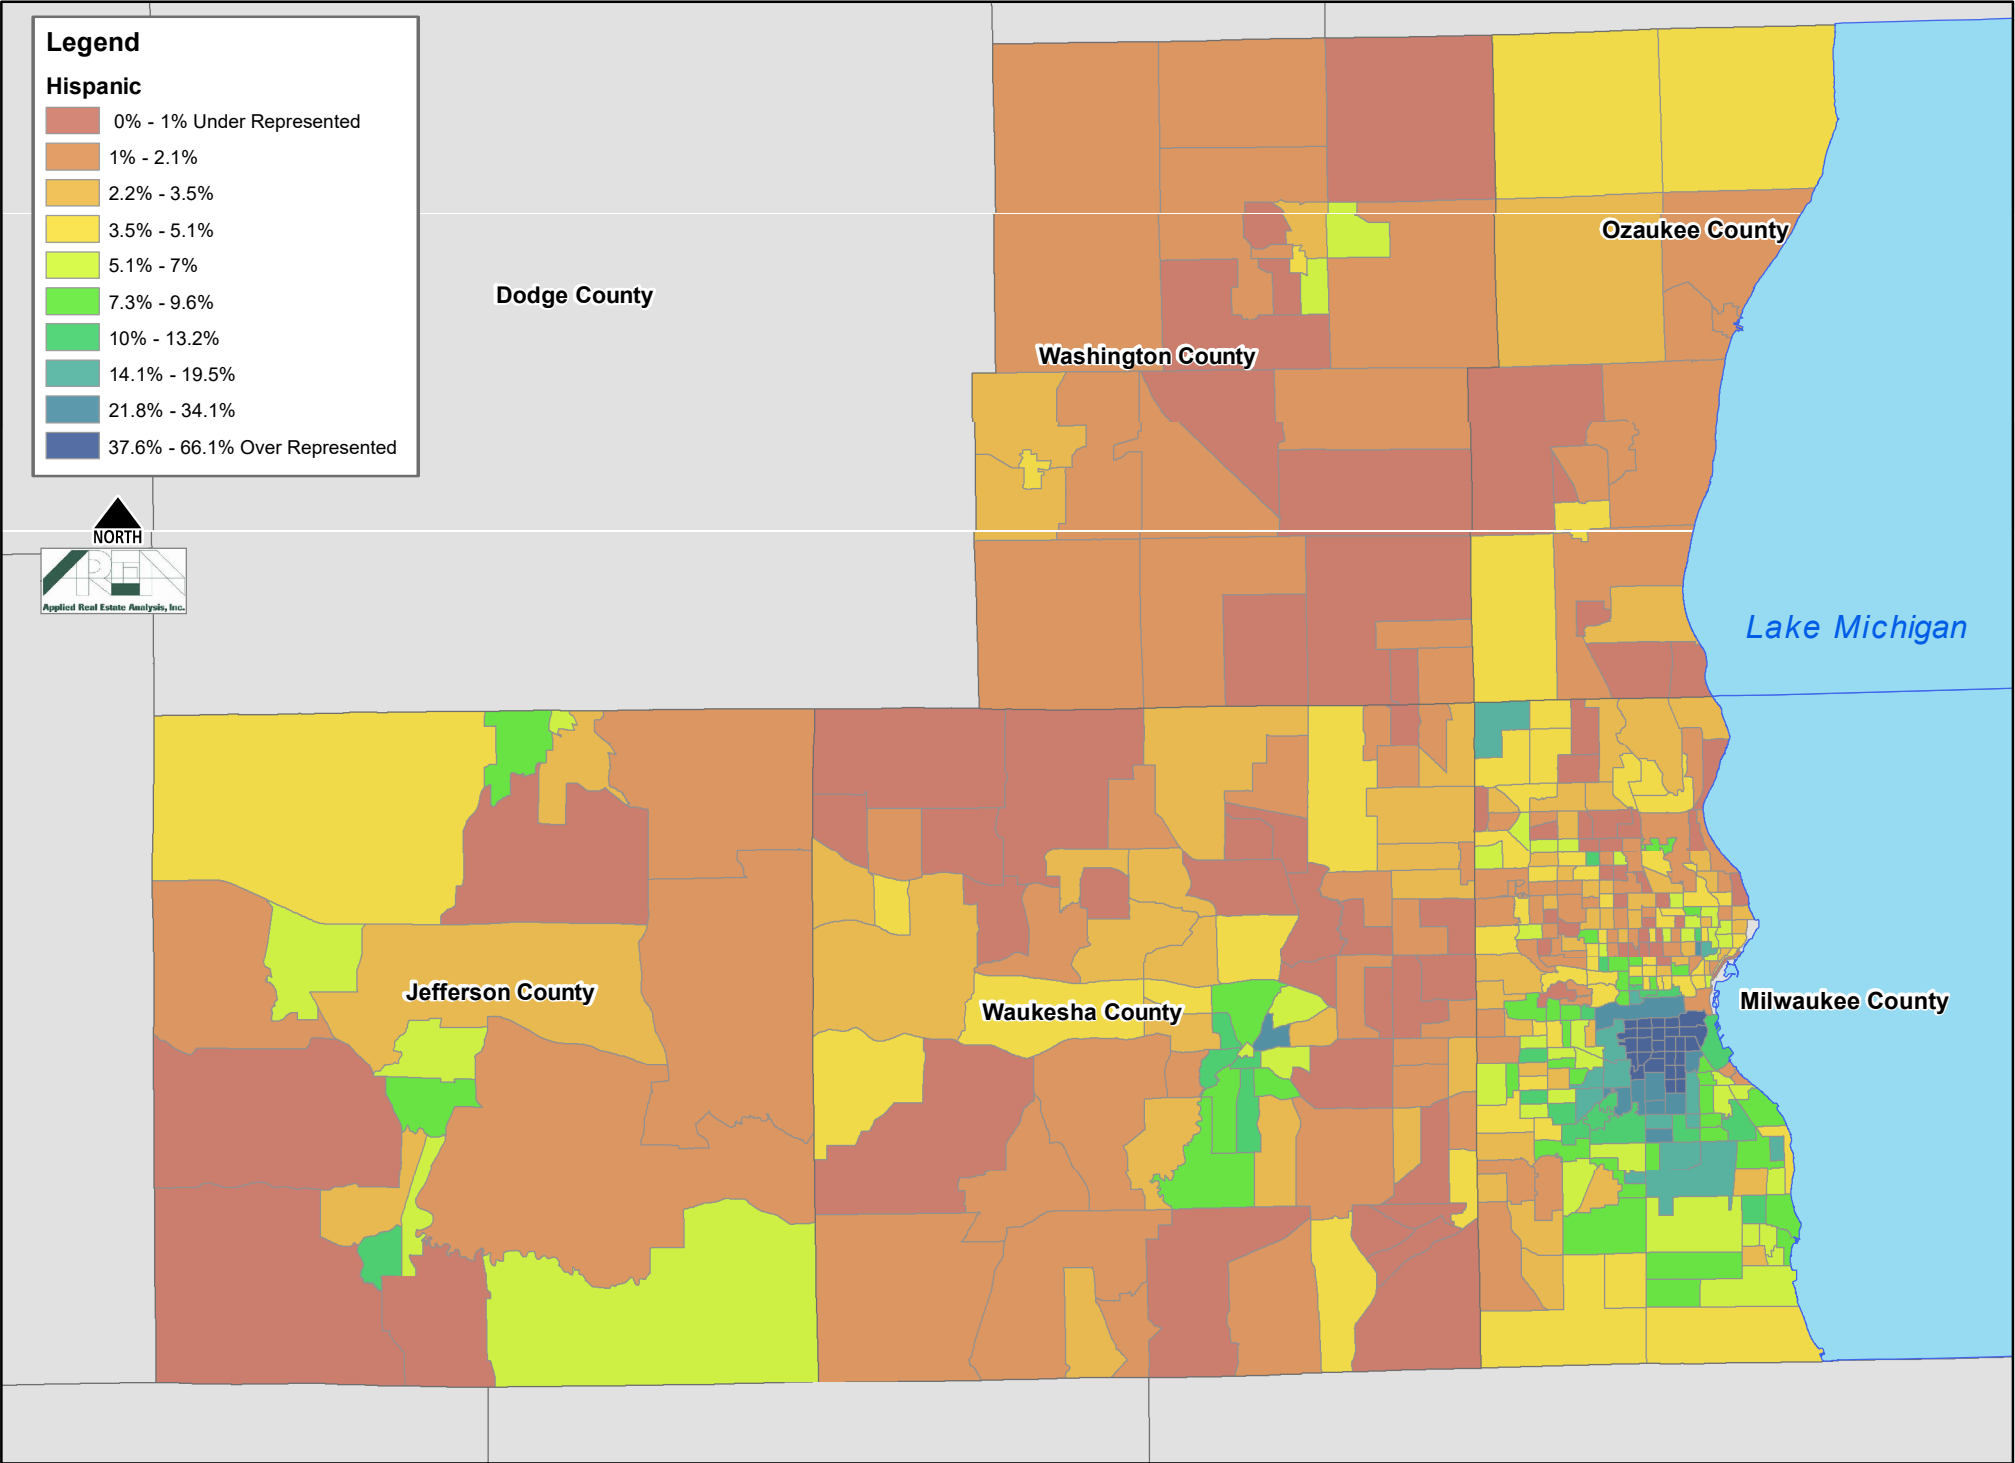 Legend
Hispanic
0% - 1% Under Represented
1% - 2.1%
2.2% - 3.5%
3.5% - 5.1%
5.1% - 7%
7.3% - 9.6%
10% - 13.2%
14.1% - 19.5%
21.8% - 34.1%
37.6% - 66.1% Over Represented
NORTH
AREA
Applied Real Estate Analysis, Inc.
Ozaukee County
Dodge County
Washington County
Lake Michigan
Jefferson County
Waukesha County
Milwaukee County